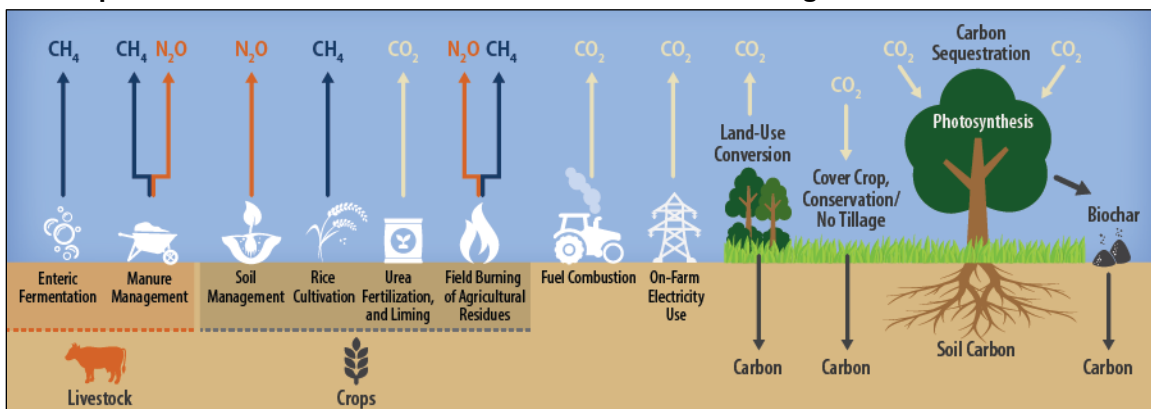 CH₄
CH₄ N₂O
N₂O
CH₄
CO₂
N₂O CH₄
CO₂
CO₂
CO₂
CO₂
CO₂
Carbon
Sequestration
CO₂
Photosynthesis
Land-Use
Conversion
Cover Crop,
Conservation/
No Tillage
Biochar
Enteric
Fermentation
Manure
Management
Soil
Management
Rice
Cultivation
Urea
Fertilization,
and Liming
Field Burning
of Agricultural
Residues
Fuel Combustion
On-Farm
Electricity
Use
Carbon
Carbon
Soil Carbon
Carbon
Livestock
Crops